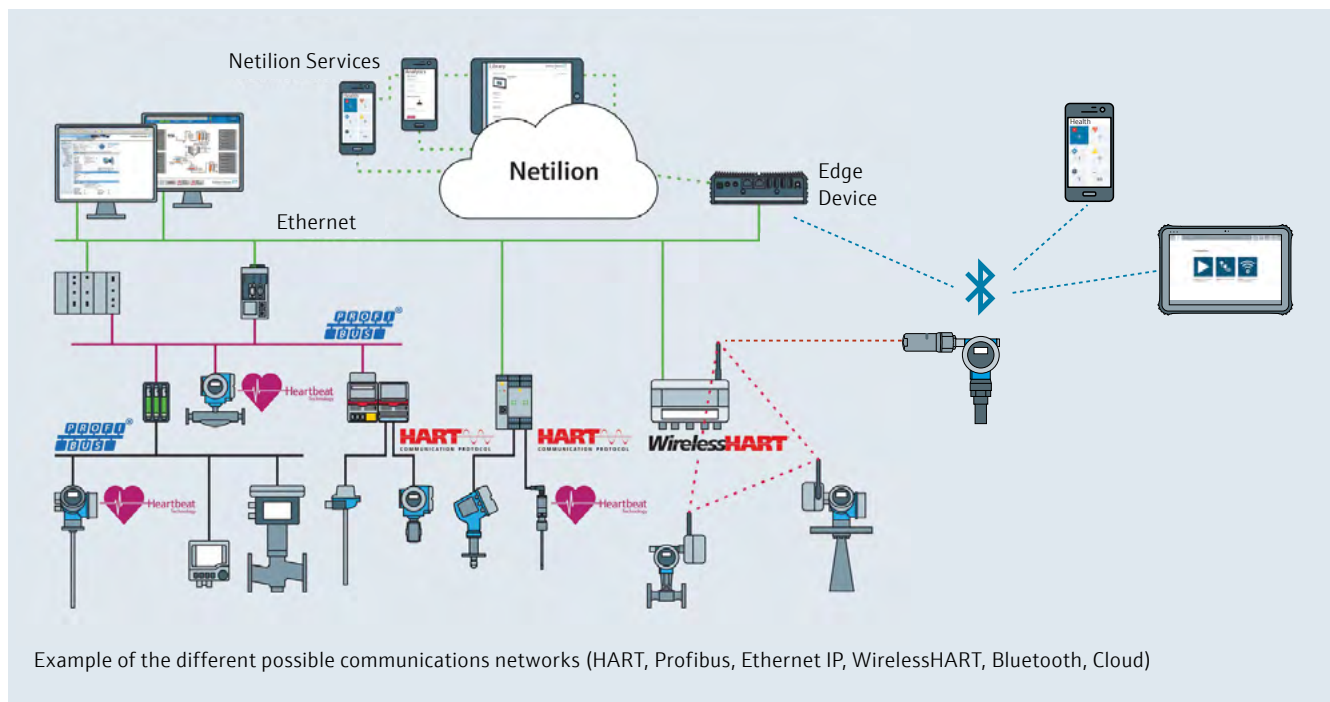 Netilion Services
Analytics
Library
Health
Netilion
Edge
Device
Ethernet
PROFI
BUS
Heartbeat
Technology
PROFI
BUS
HART
COMMUNICATION PROTOCOL
HART
COMMUNICATION PROTOCOL
WirelessHART
Heartbeat
Technology
Heartbeat
Technology
Example of the different possible communications networks (HART, Profibus, Ethernet IP, WirelessHART, Bluetooth, Cloud)